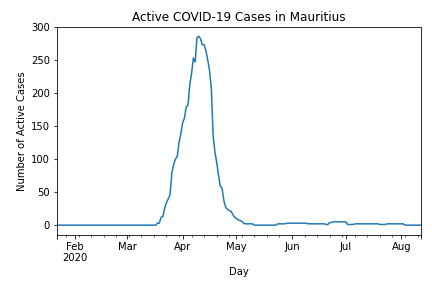 Active COVID-19 Cases in Mauritius
300
250
200
150
100
50
0
Number of Active Cases
Feb Mar Apr May Jun Jul Aug
2020
Day